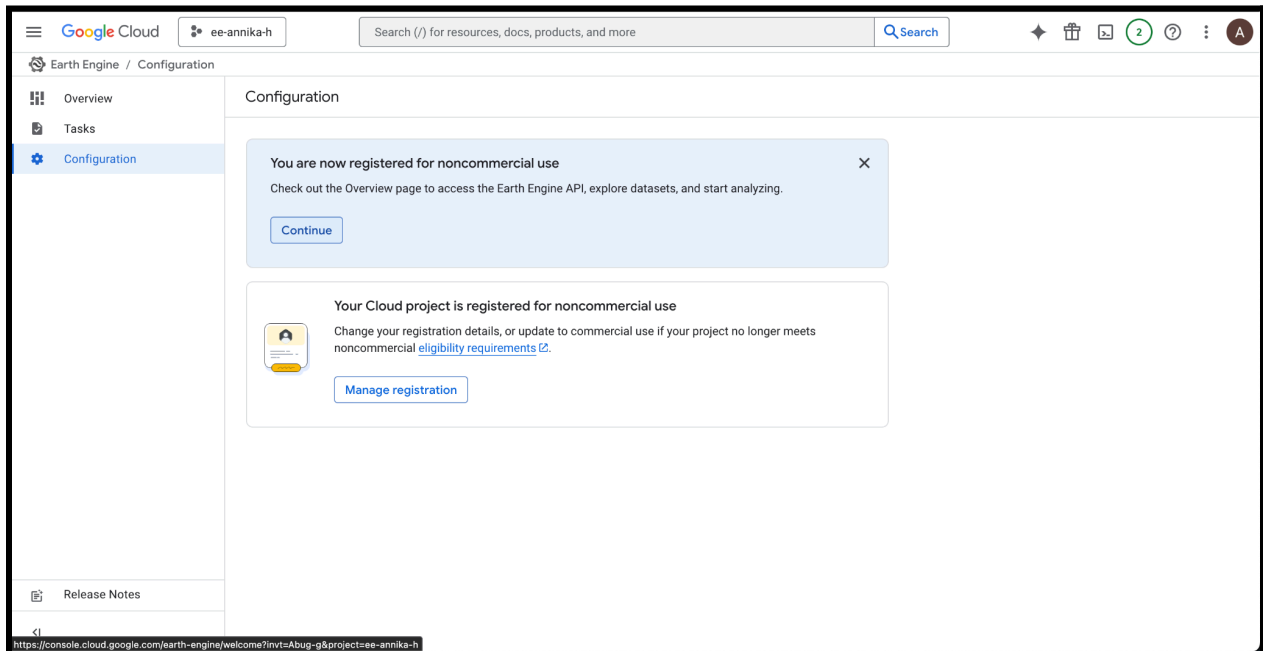 Google Cloud
ee-annika-h
Search (/) for resources, docs, products, and more
Search
2
A
Earth Engine / Configuration
Overview
Tasks
Configuration
Configuration
You are now registered for noncommercial use
Check out the Overview page to access the Earth Engine API, explore datasets, and start analyzing.
Continue
Your Cloud project is registered for noncommercial use
Change your registration details, or update to commercial use if your project no longer meets
noncommercial eligibility requirements.
Manage registration
Release Notes
https://console.cloud.google.com/earth-engine/welcome?invt=Abug-g&project=ee-annika-h